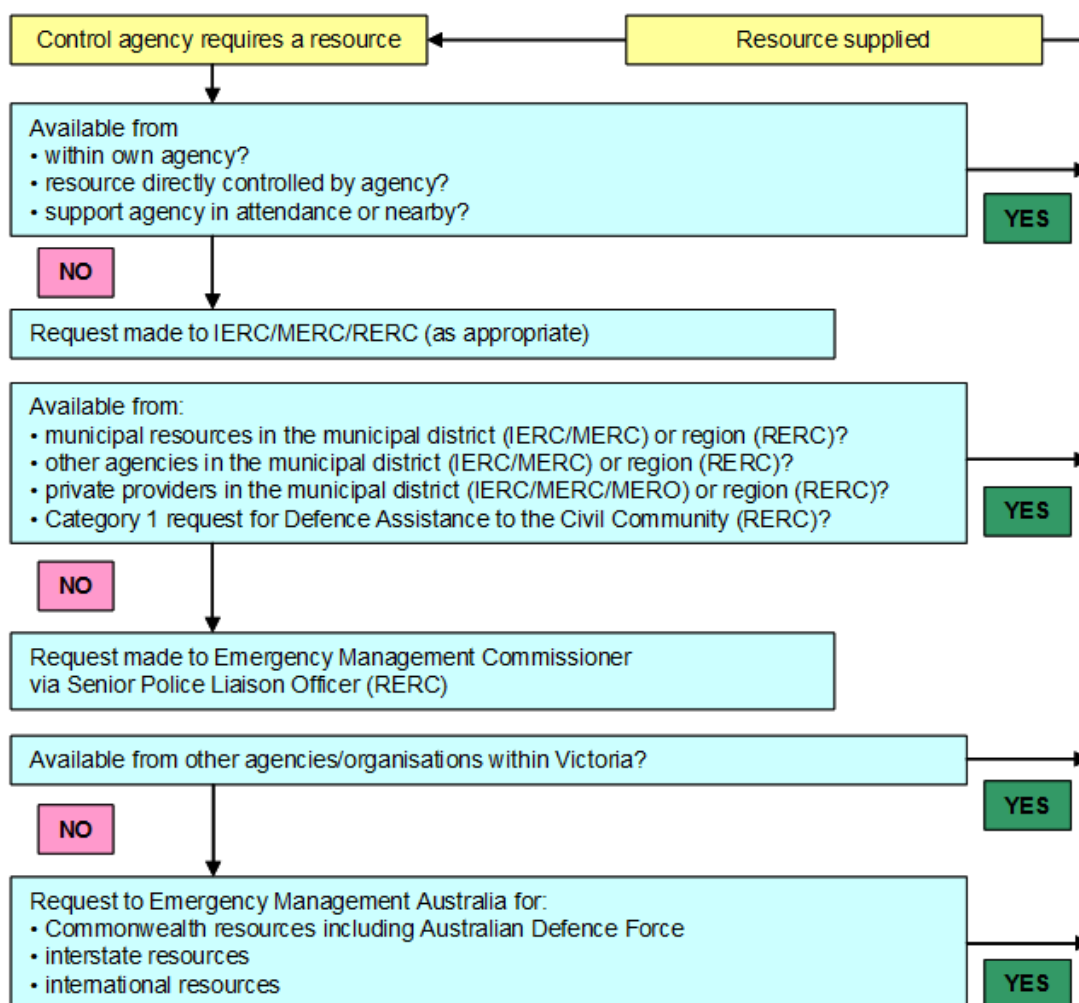 Control agency requires a resource
Resource supplied
Available from
• within own agency?
• resource directly controlled by agency?
• support agency in attendance or nearby?
YES
NO
Request made to IERC/MERC/RERC (as appropriate)
Available from:
• municipal resources in the municipal district (IERC/MERC) or region (RERC)?
• other agencies in the municipal district (IERC/MERC) or region (RERC)?
• private providers in the municipal district (IERC/MERC/MERO) or region (RERC)?
• Category 1 request for Defence Assistance to the Civil Community (RERC)?
YES
NO
Request made to Emergency Management Commissioner
via Senior Police Liaison Officer (RERC)
Available from other agencies/organisations within Victoria?
YES
NO
Request to Emergency Management Australia for:
• Commonwealth resources including Australian Defence Force
• interstate resources
• international resources
YES